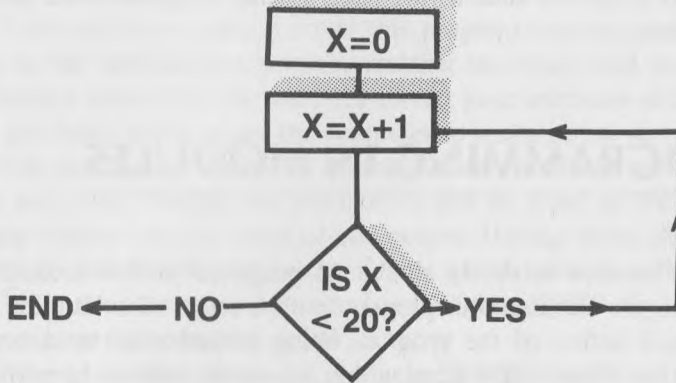 X=0
X=X+1
IS X
< 20?
END
NO
YES